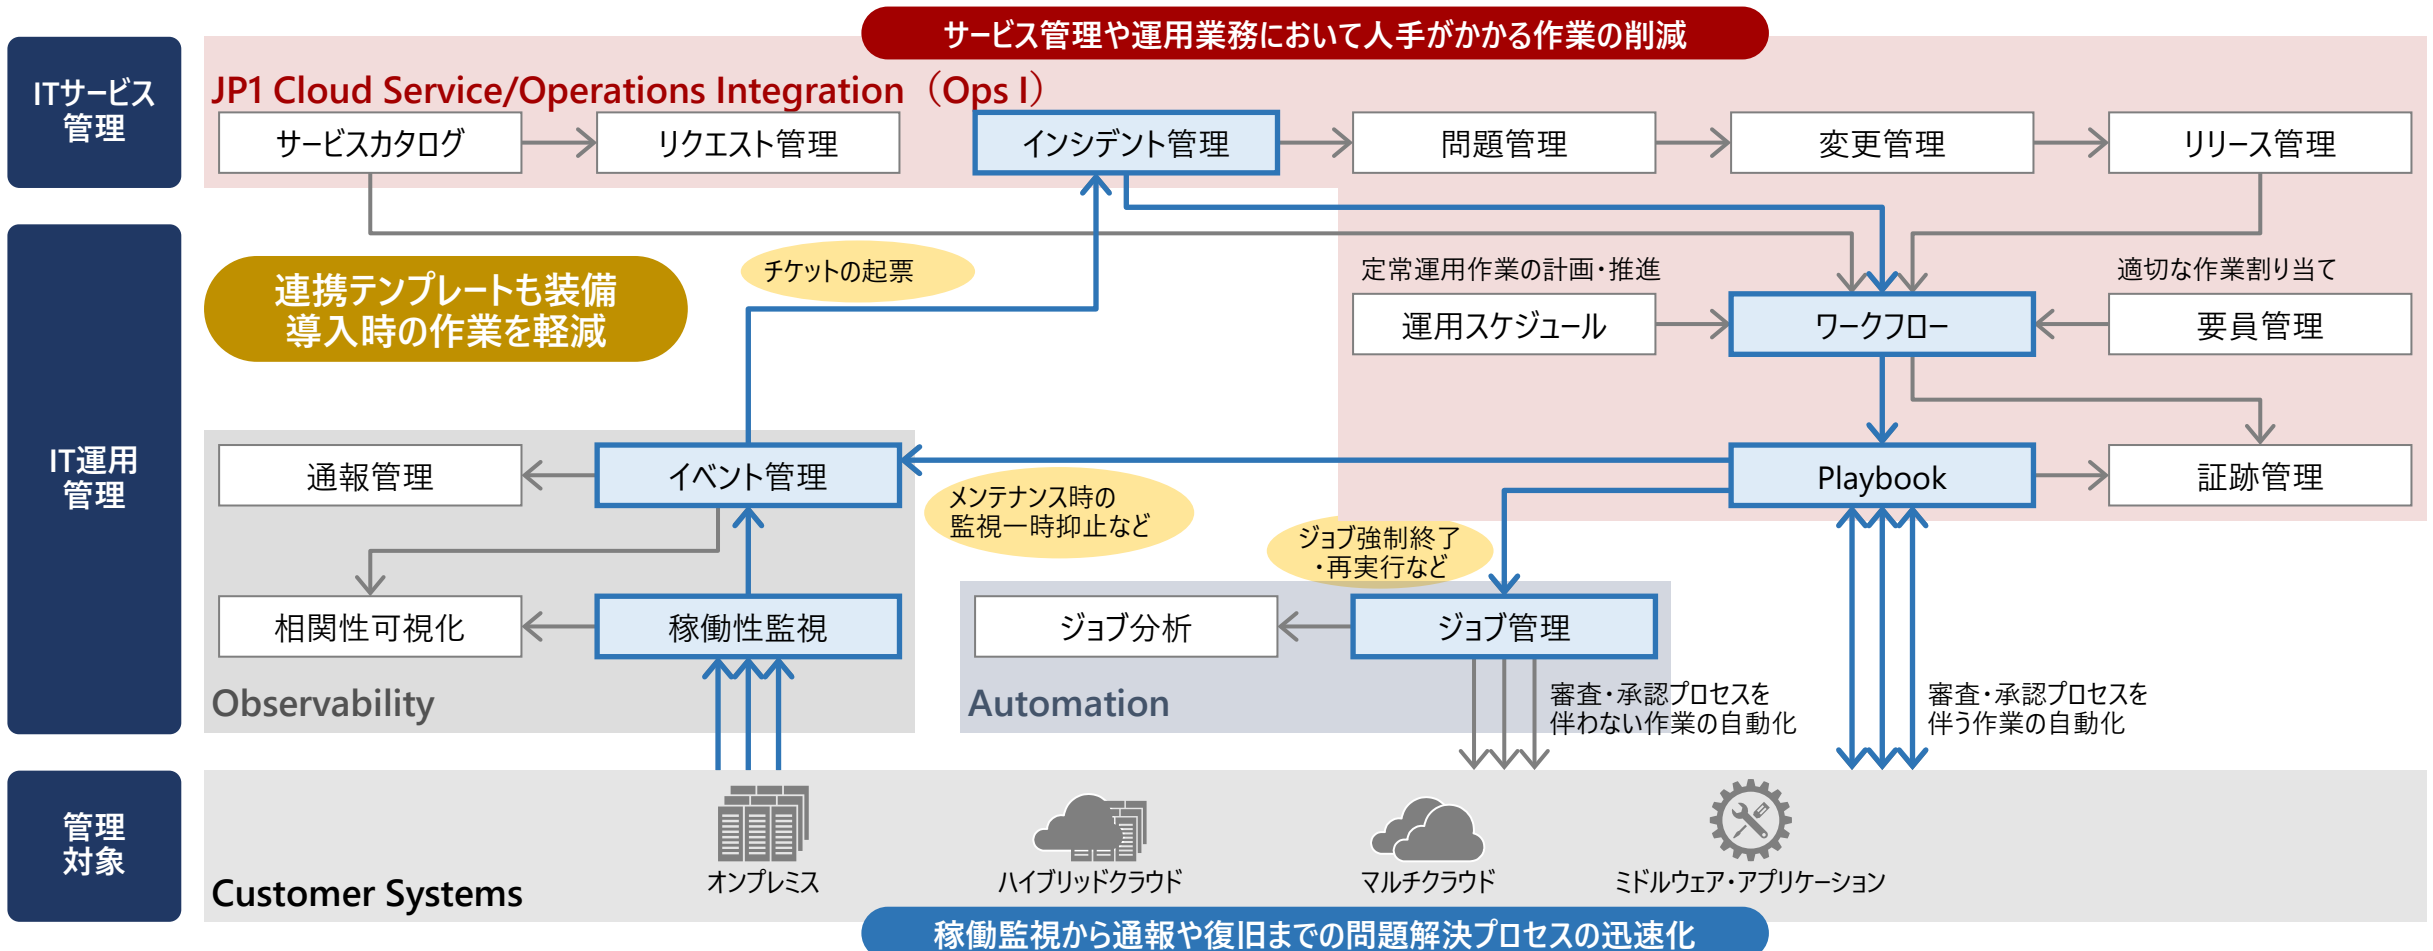 サービス管理や運用業務において人手がかかる作業の削減
ITサービス
管理
JP1 Cloud Service/Operations Integration（Ops I）
サービスカタログ
リクエスト管理
インシデント管理
問題管理
変更管理
リリース管理
IT運用
管理
連携テンプレートも装備
導入時の作業を軽減
チケットの起票
定常運用作業の計画・推進
適切な作業割り当て
運用スケジュール
ワークフロー
要員管理
通報管理
イベント管理
Playbook
証跡管理
メンテナンス時の
監視一時抑止など
ジョブ強制終了
・再実行など
相関性可視化
稼働性監視
ジョブ分析
ジョブ管理
Observability
Automation
審査・承認プロセスを
伴わない作業の自動化
審査・承認プロセスを
伴う作業の自動化
管理
対象
Customer Systems
オンプレミス
ハイブリッドクラウド
マルチクラウド
ミドルウェア・アプリケーション
稼働監視から通報や復旧までの問題解決プロセスの迅速化